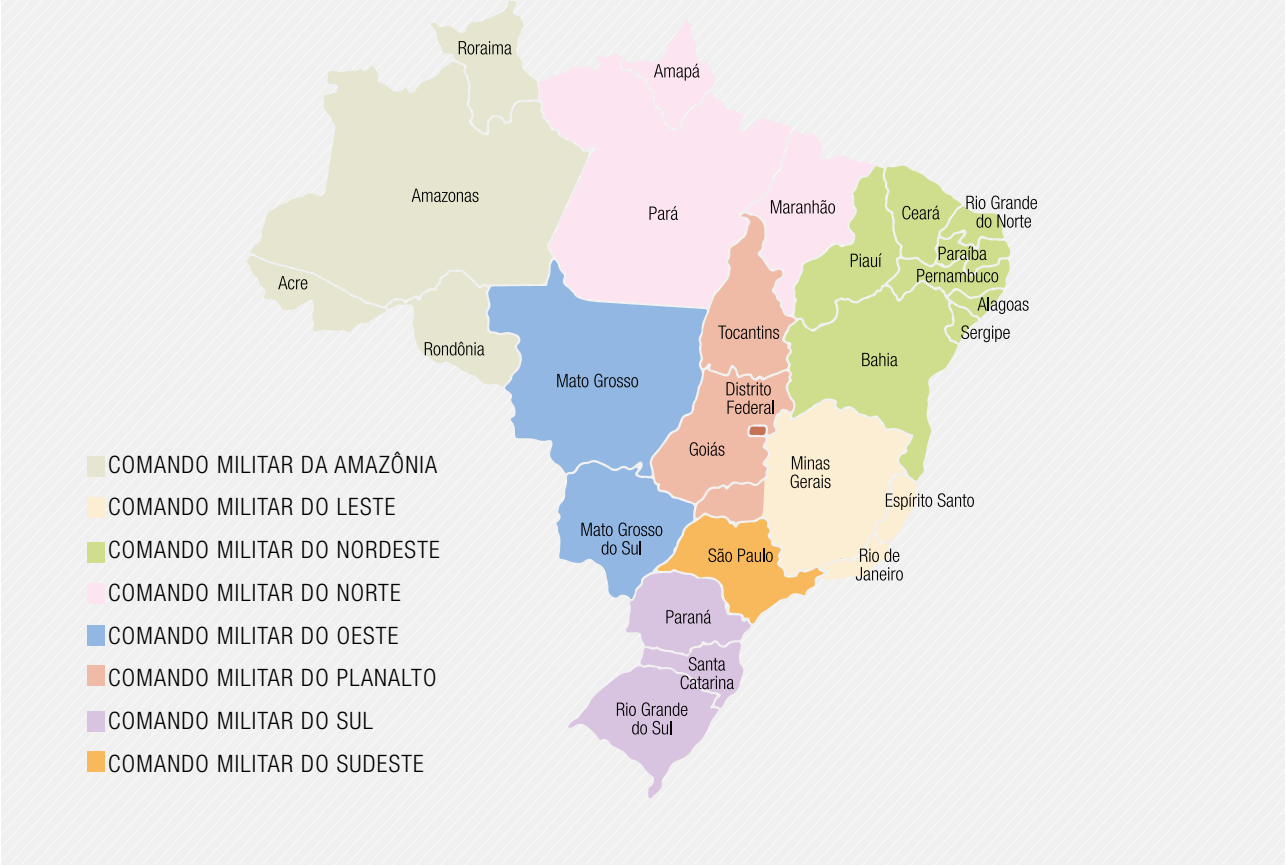 Roraima
Amapá
Amazonas
Pará
Maranhão
Ceará
Rio Grande
do Norte
Piauí
Paraíba
Pernambuco
Acre
Alagoas
Sergipe
Tocantins
Rondônia
Bahia
Mato Grosso
Distrito
Federal
Goiás
Minas
Gerais
Espírito Santo
Mato Grosso
do Sul
São Paulo
Rio de
Janeiro
Paraná
Santa
Catarina
Rio Grande
do Sul
COMANDO MILITAR DA AMAZÔNIA
COMANDO MILITAR DO LESTE
COMANDO MILITAR DO NORDESTE
COMANDO MILITAR DO NORTE
COMANDO MILITAR DO OESTE
COMANDO MILITAR DO PLANALTO
COMANDO MILITAR DO SUL
COMANDO MILITAR DO SUDESTE